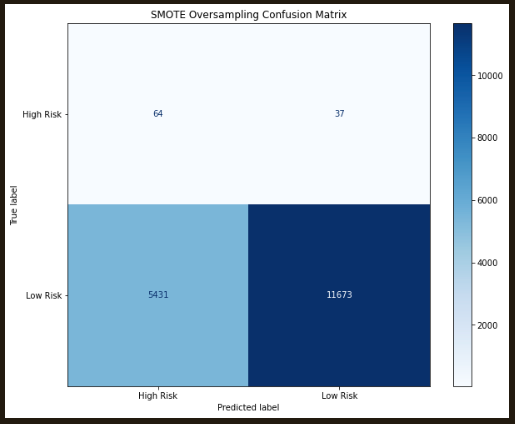 SMOTE Oversampling Confusion Matrix
High Risk
64
37
10000
8000
6000
4000
2000
True label
Low Risk
5431
11673
High Risk
Low Risk
Predicted label